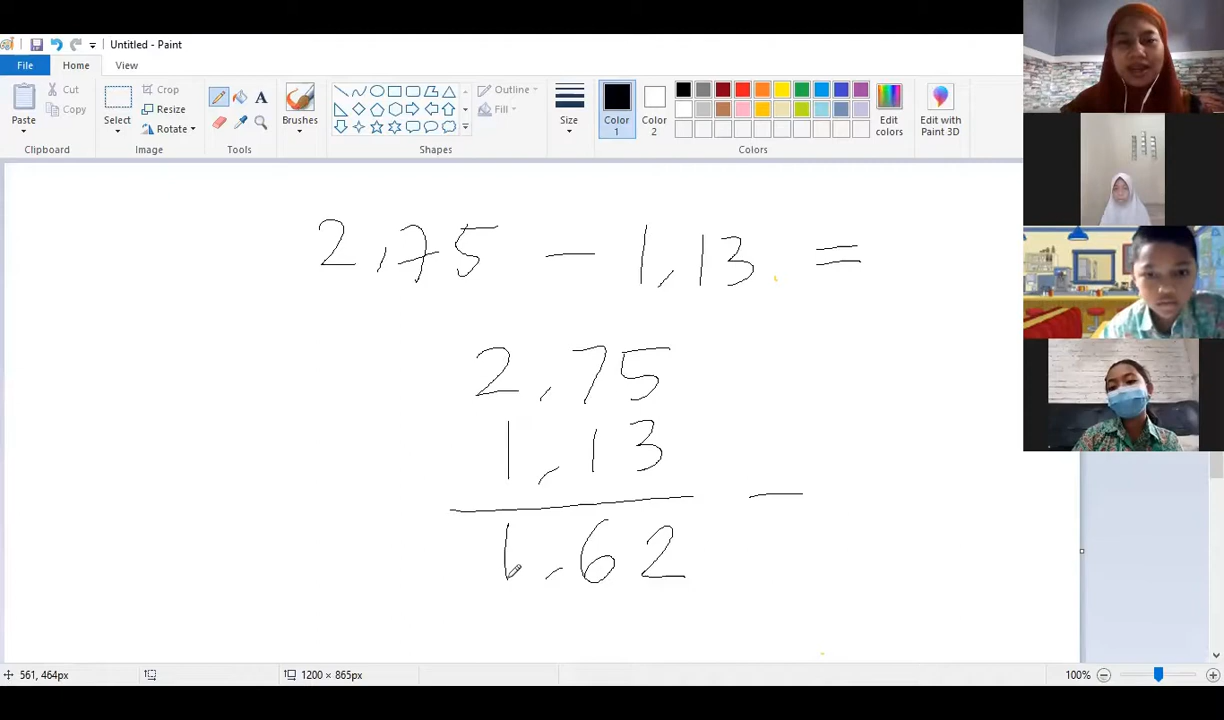 Untitled - Paint
File Home View
Paste
Cut
Copy
Clipboard
Select
Crop
Resize
Rotate
Image
Tools
Brushes
Shapes
Outline
Fill
Size
Color 1
Color 2
Edit colors
Colors
Edit with Paint 3D
2,75 - 1,13 =
2,75
1,13 -
1,62
561, 464px
1200 × 865px
100%